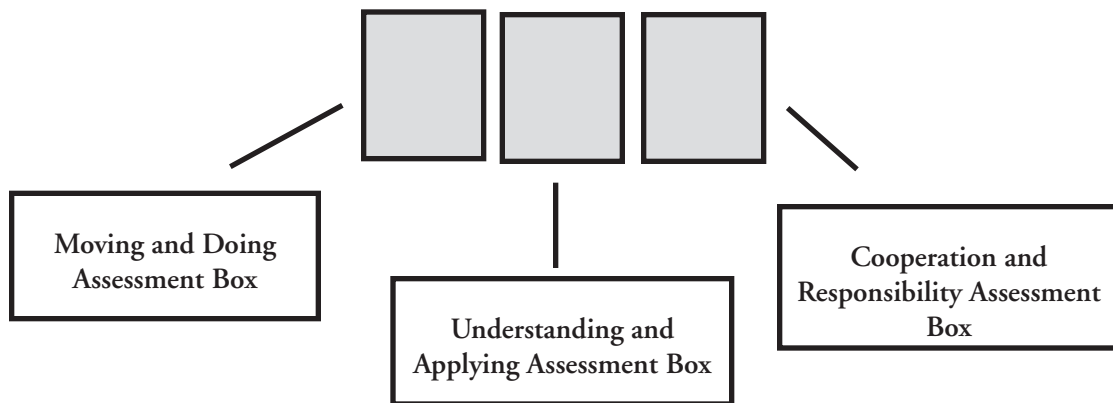 Moving and Doing
Assessment Box
Understanding and
Applying Assessment Box
Cooperation and
Responsibility Assessment
Box